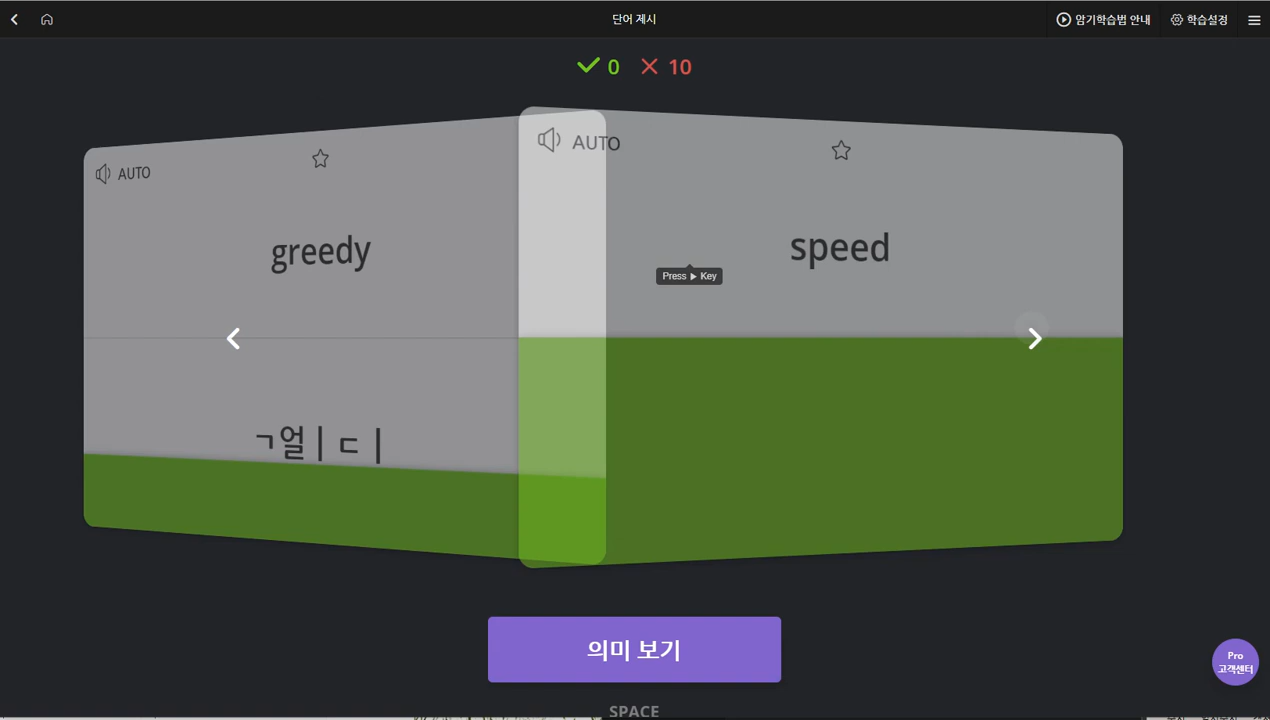 단어 제시
암기학습법 안내
학습설정
0
10
AUTO
greedy
ㄱ얼ㅣㄷㅣ
AUTO
speed
Press ▶ Key
의미 보기
SPACE
Pro
고객센터